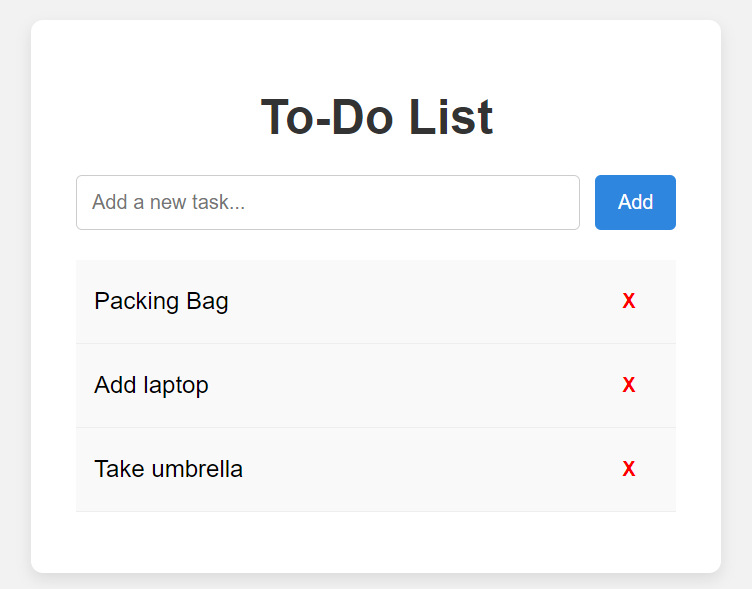 To-Do List
Add a new task...
Add
Packing Bag
X
Add laptop
X
Take umbrella
X